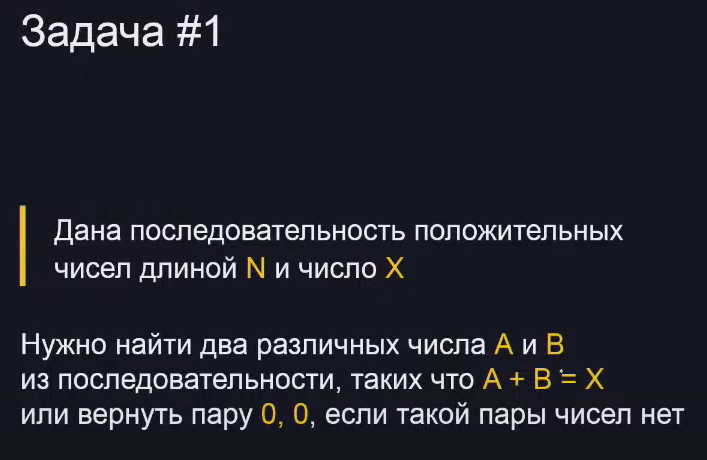 Задача #1
Дана последовательность положительных
чисел длиной N и число X
Нужно найти два различных числа A и B
из последовательности, таких что A + B = X
или вернуть пару 0, 0, если такой пары чисел нет